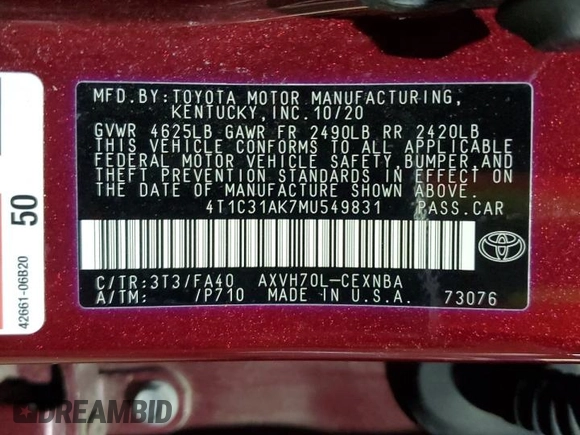 MFD.BY:TOYOTA MOTOR MANUFACTURING,
KENTUCKY,INC.10/20
GVWR 4625LB GAWR FR 2490LB RR 2420LB
THIS VEHICLE CONFORMS TO ALL APPLICABLE
FEDERAL MOTOR VEHICLE SAFETY,BUMPER,AND
THEFT PREVENTION STANDARDS IN EFFECT ON
THE DATE OF MANUFACTURE SHOWN ABOVE.
4T1C31AK7MU549831 PASS.CAR
C/TR:3T3/FA40 AXVH70L-CEXNBA
A/TM: /P710 MADE IN U.S.A. 73076
50
42661-06B20
DREAMBID